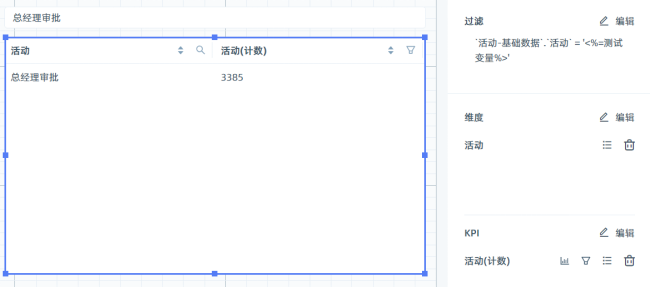 总经理审批
活动
活动(计数)
总经理审批
3385
过滤
编辑
`活动-基础数据`.`活动` = '<%=测试
变量%>'
维度
编辑
活动
KPI
编辑
活动(计数)